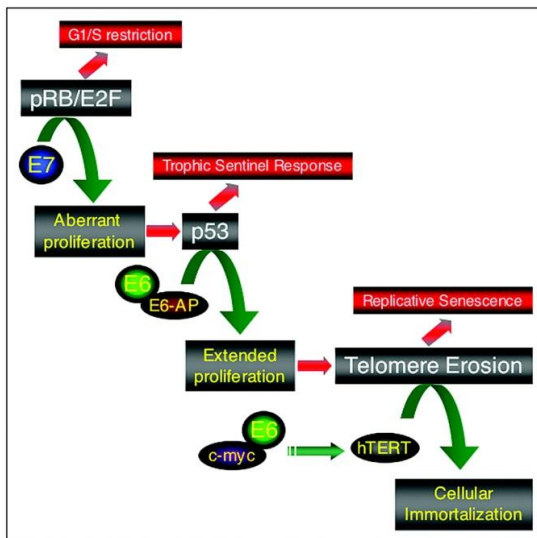 G1/S restriction
pRB/E2F
E7
Trophic Sentinel Response
Aberrant
proliferation
p53
E6
E6-AP
Replicative Senescence
Extended
proliferation
Telomere Erosion
E6
c-myc
hTERT
Cellular
Immortalization